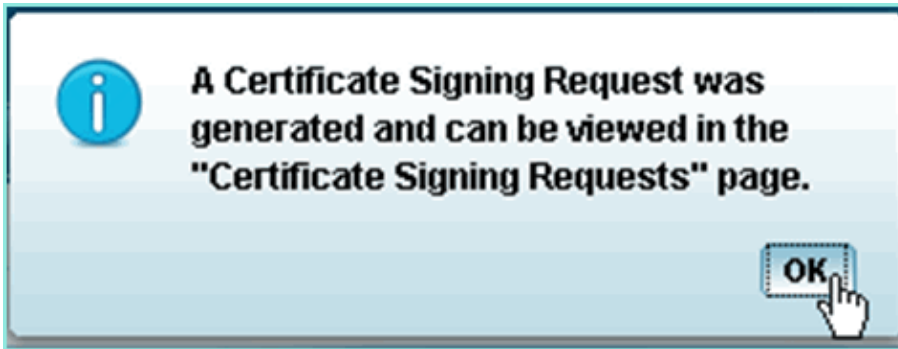 A Certificate Signing Request was
generated and can be viewed in the
"Certificate Signing Requests" page.
OK